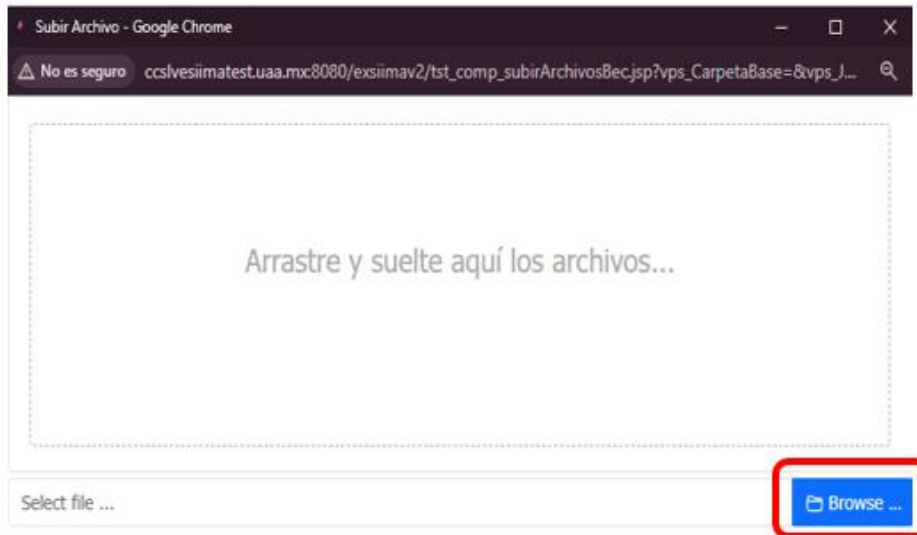 Subir Archivo - Google Chrome
No es seguro ccslvesiimatest.uaa.mx:8080/exsiimav2/tst_comp_subirArchivosBec.jsp?vps_CarpetaBase=&vps_J...
Arrastre y suelte aquí los archivos...
Select file ...
Browse ...